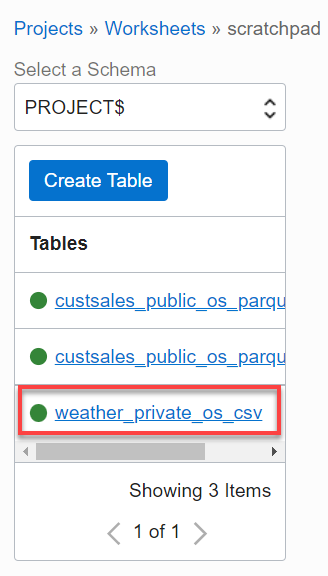 Projects » Worksheets » scratchpad
Select a Schema
PROJECT$
Create Table
Tables
custsales_public_os_parqu
custsales_public_os_parqu
weather_private_os_csv
Showing 3 Items
1 of 1